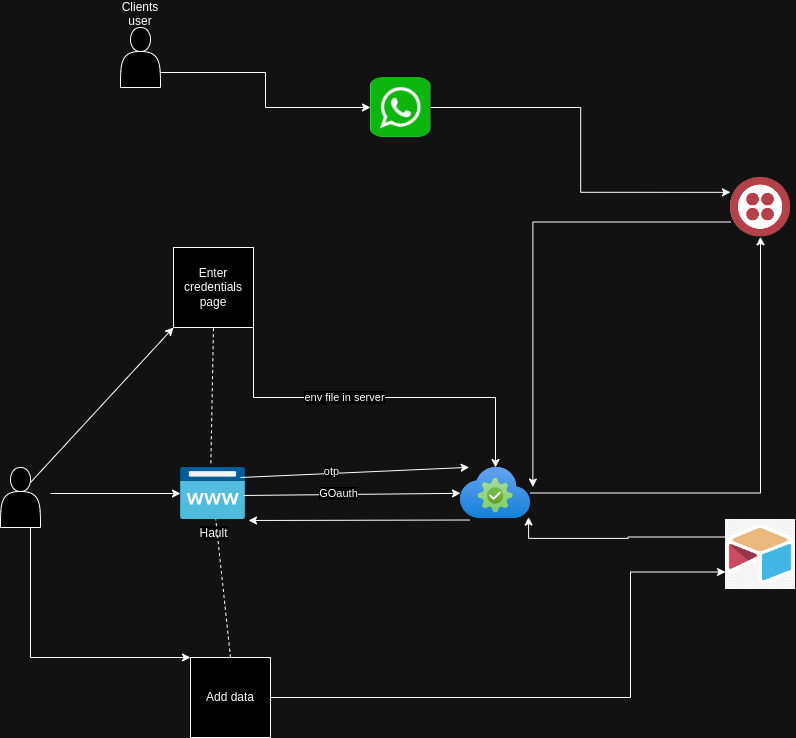 Clients
user
Enter
credentials
page
env file in server
otp
www
GOauth
Hault
Add data